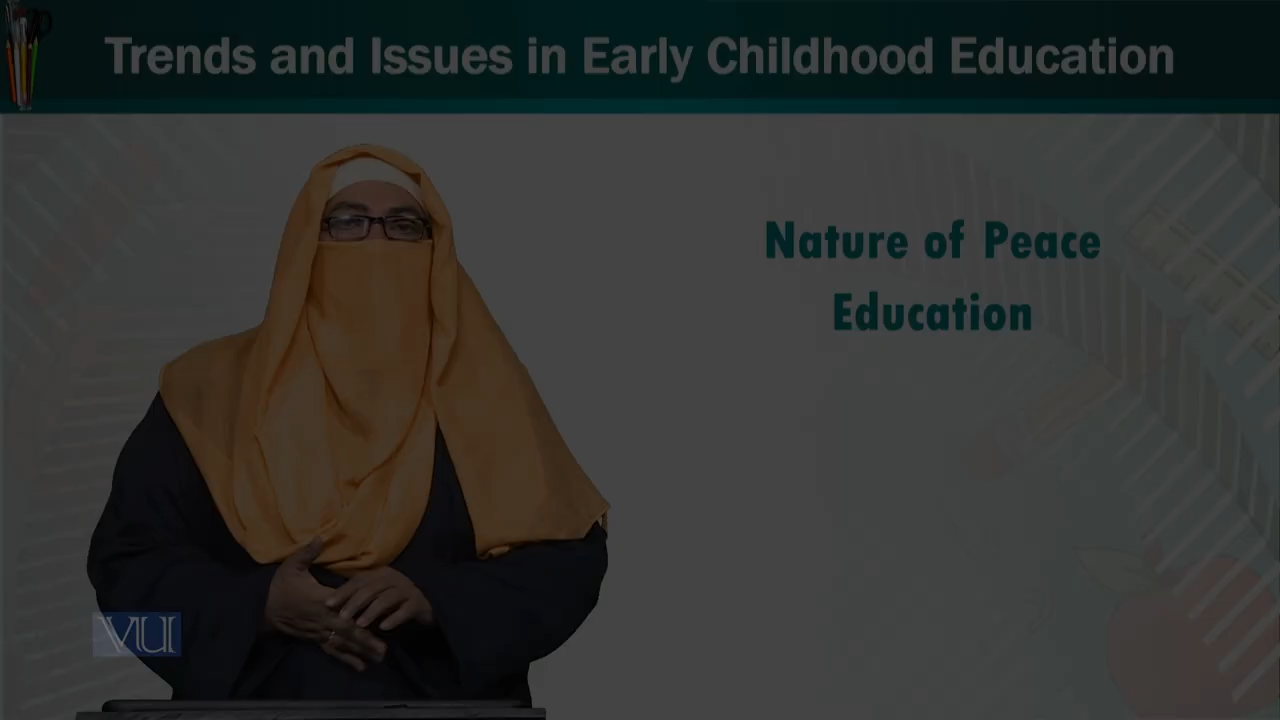 Trends and Issues in Early Childhood Education
Nature of Peace
Education
VU